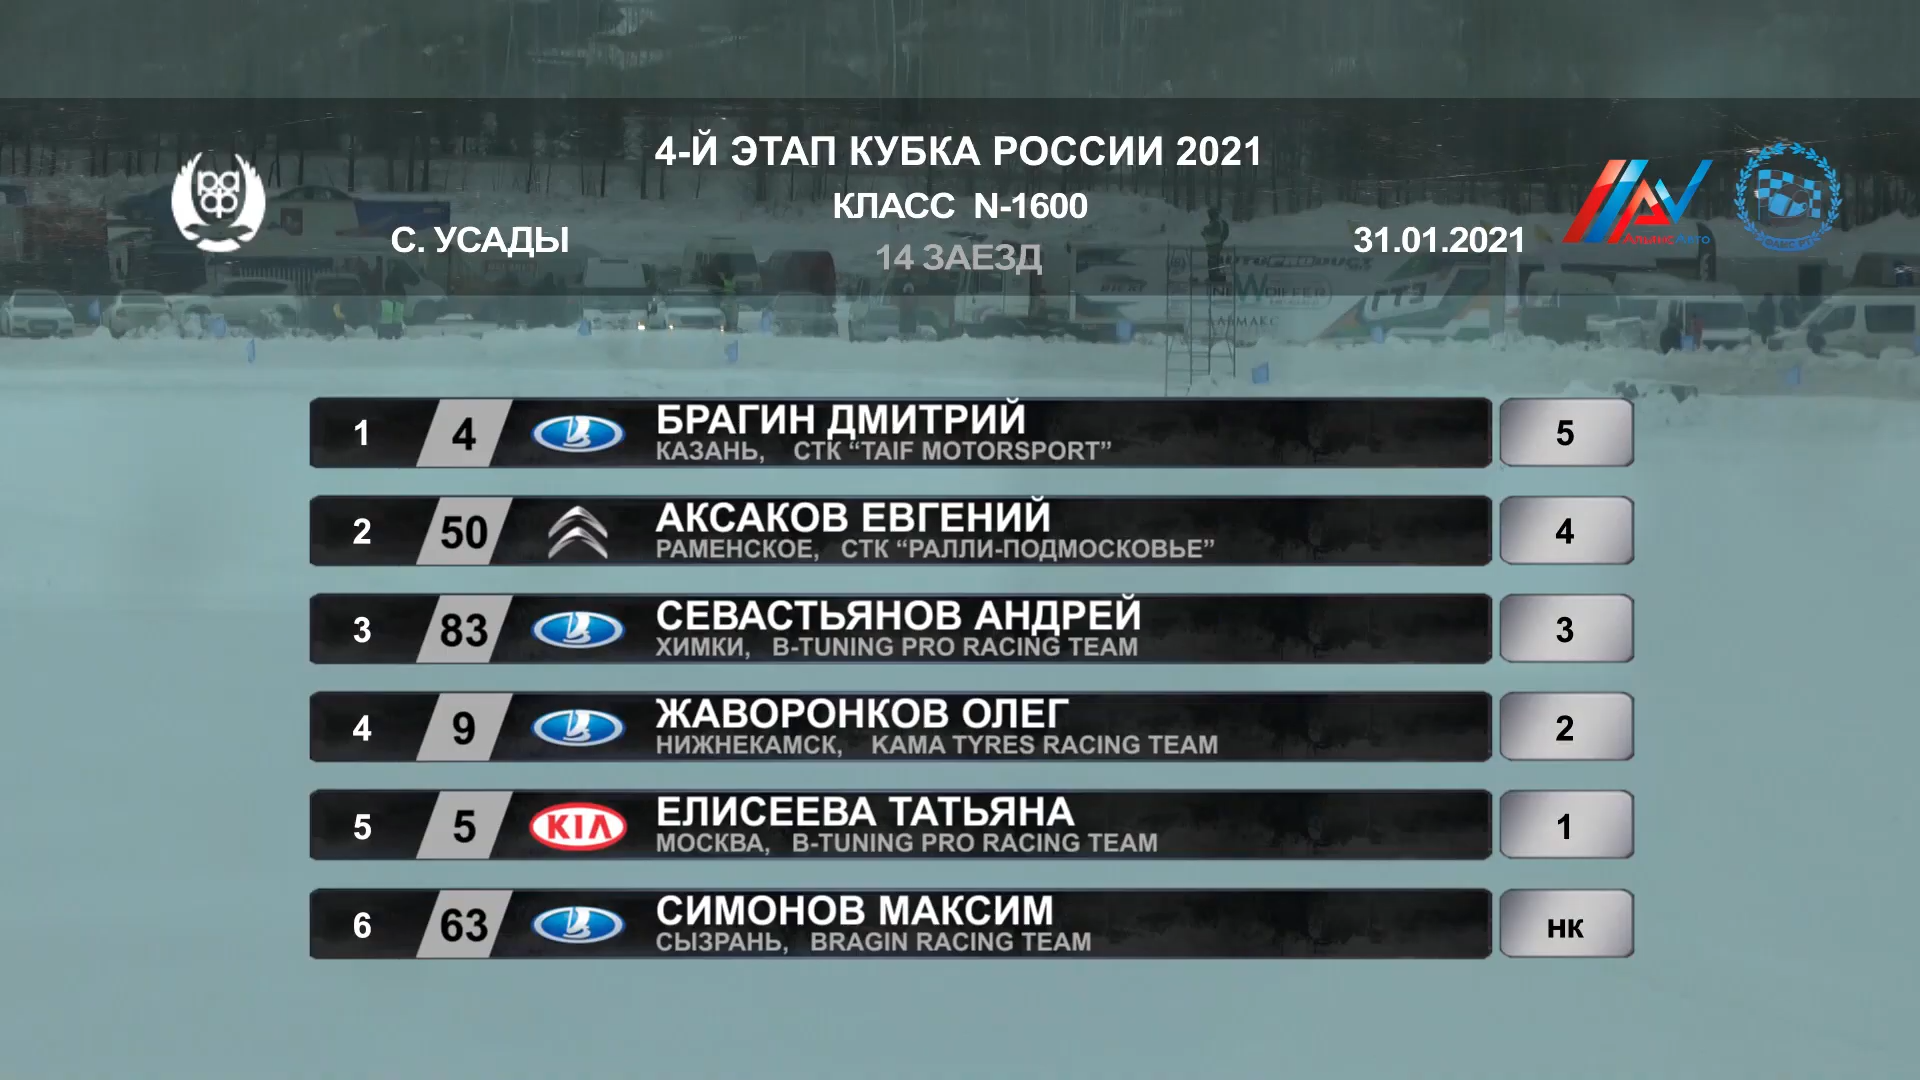 4-Й ЭТАП КУБКА РОССИИ 2021
КЛАСС N-1600
С. УСАДЫ
14 ЗАЕЗД
31.01.2021
АльянсАвто
1 4 БРАГИН ДМИТРИЙ 5
КАЗАНЬ, СТК “TAIF MOTORSPORT”
2 50 АКСАКОВ ЕВГЕНИЙ 4
РАМЕНСКОЕ, СТК “РАЛЛИ-ПОДМОСКОВЬЕ”
3 83 СЕВАСТЬЯНОВ АНДРЕЙ 3
ХИМКИ, B-TUNING PRO RACING TEAM
4 9 ЖАВОРОНКОВ ОЛЕГ 2
НИЖНЕКАМСК, KAMA TYRES RACING TEAM
5 5 KIA ЕЛИСЕЕВА ТАТЬЯНА 1
МОСКВА, B-TUNING PRO RACING TEAM
6 63 СИМОНОВ МАКСИМ нк
СЫЗРАНЬ, BRAGIN RACING TEAM